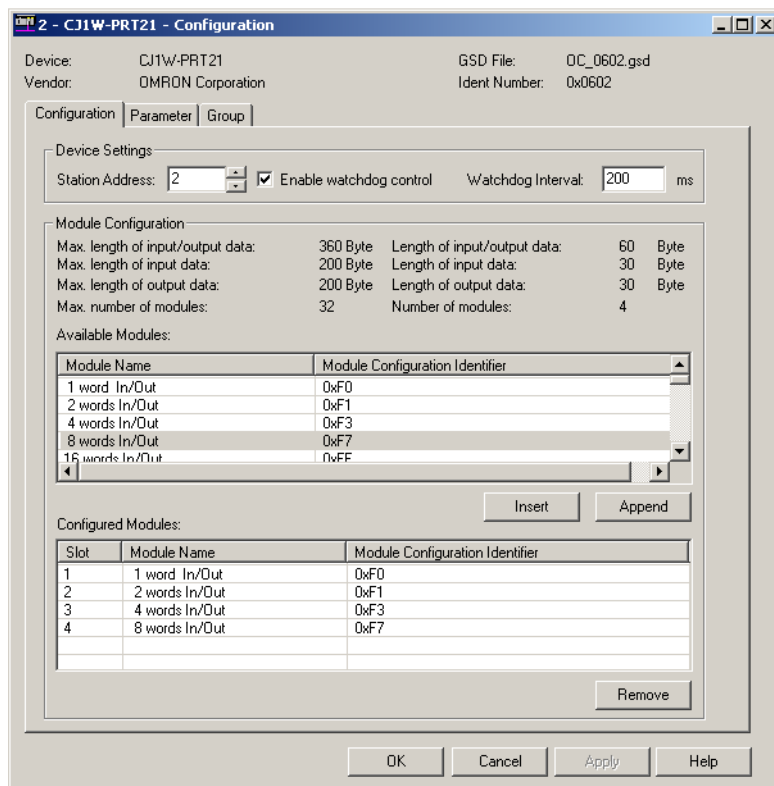 2 - CJ1W-PRT21 - Configuration
Device: CJ1W-PRT21 GSD File: OC_0602.gsd
Vendor: OMRON Corporation Ident Number: 0x0602
Configuration Parameter Group
Device Settings
Station Address: 2 Enable watchdog control Watchdog Interval: 200 ms
Module Configuration
Max. length of input/output data: 360 Byte Length of input/output data: 60 Byte
Max. length of input data: 200 Byte Length of input data: 30 Byte
Max. length of output data: 200 Byte Length of output data: 30 Byte
Max. number of modules: 32 Number of modules: 4
Available Modules:
Module Name Module Configuration Identifier
1 word In/Out 0xF0
2 words In/Out 0xF1
4 words In/Out 0xF3
8 words In/Out 0xF7
16 words In/Out 0xFF
Insert Append
Configured Modules:
Slot Module Name Module Configuration Identifier
1 1 word In/Out 0xF0
2 2 words In/Out 0xF1
3 4 words In/Out 0xF3
4 8 words In/Out 0xF7
Remove
OK Cancel Apply Help